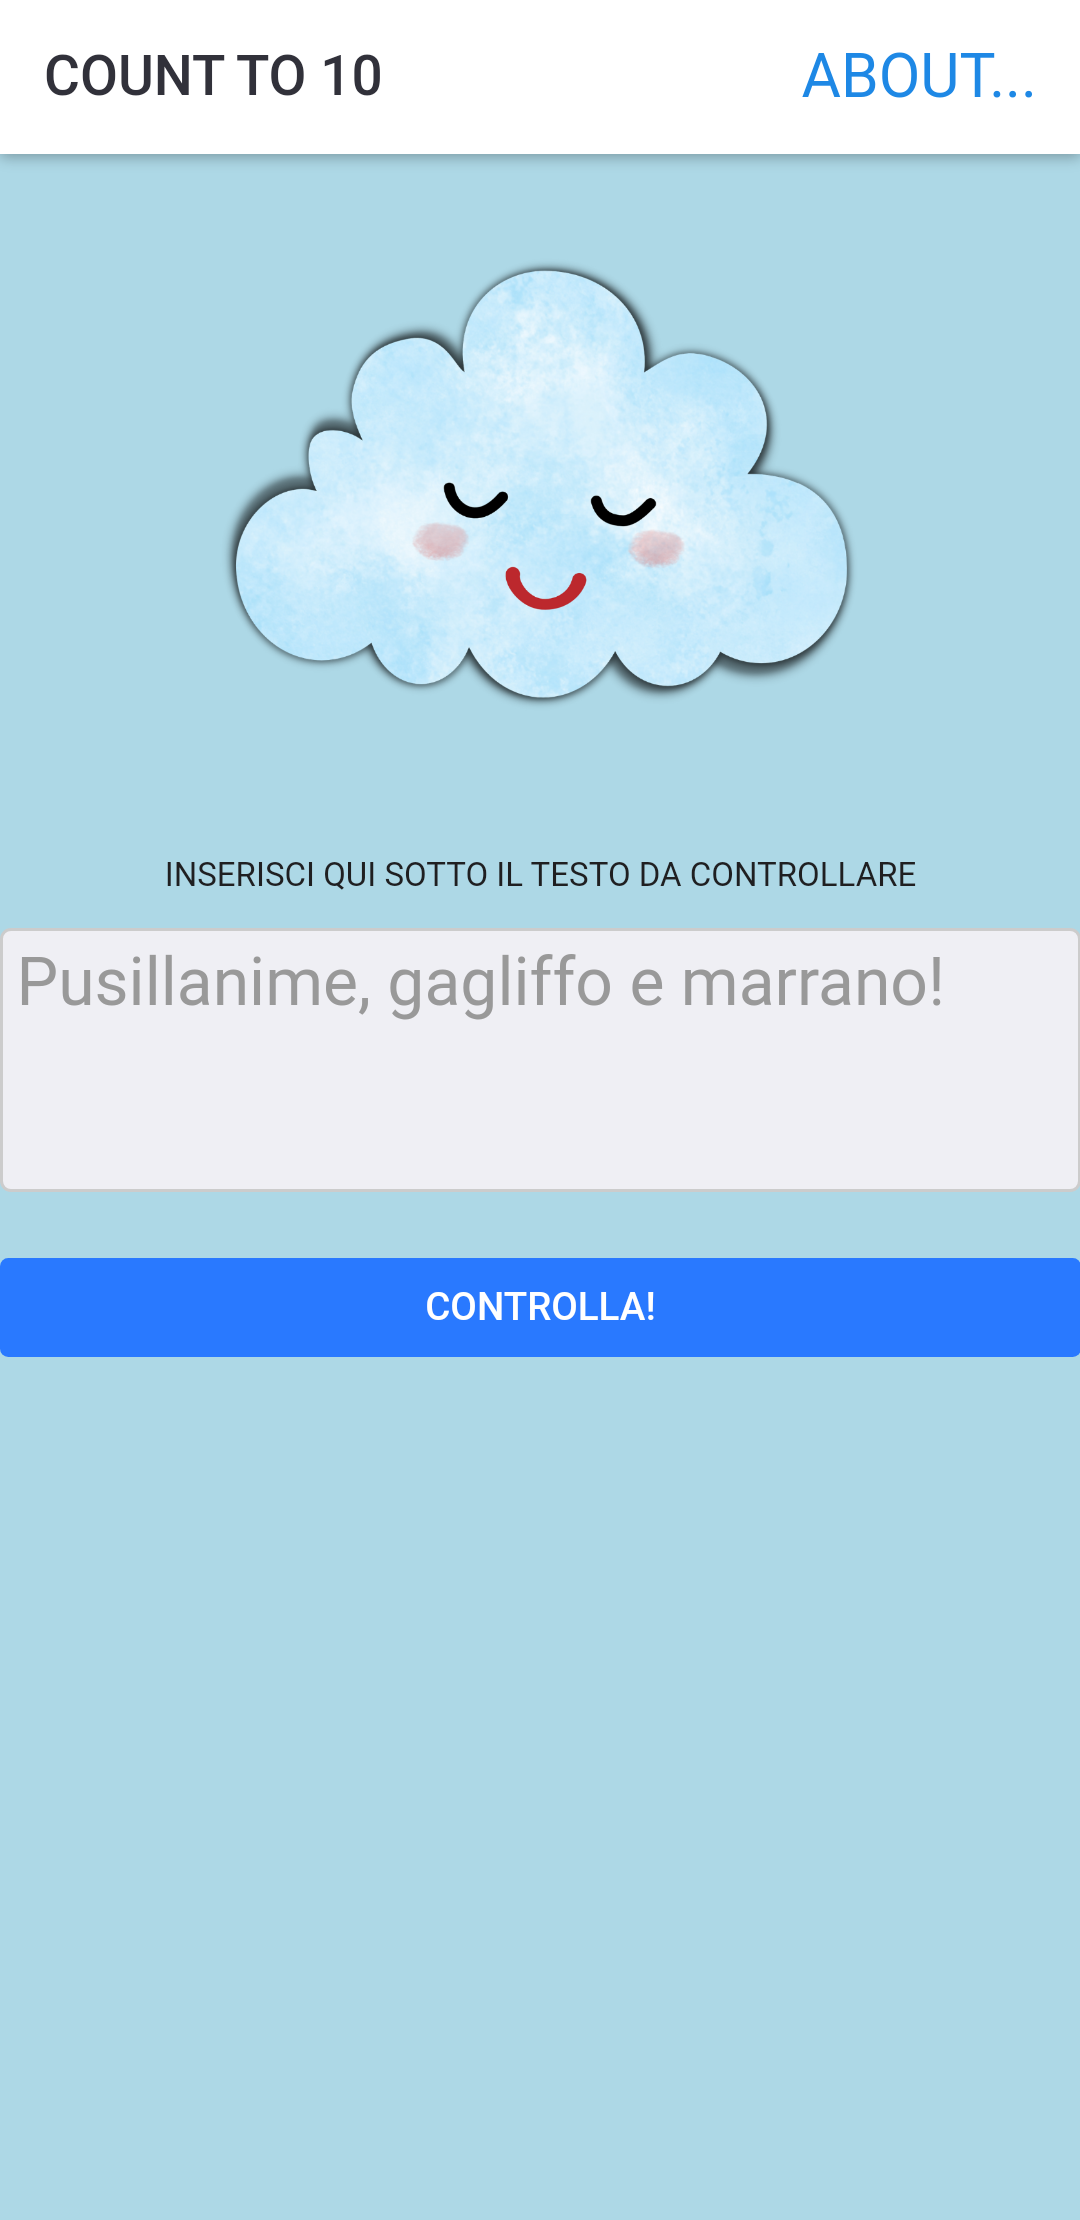 COUNT TO 10
ABOUT...
INSERISCI QUI SOTTO IL TESTO DA CONTROLLARE
Pusillanime, gagliffo e marrano!
CONTROLLA!